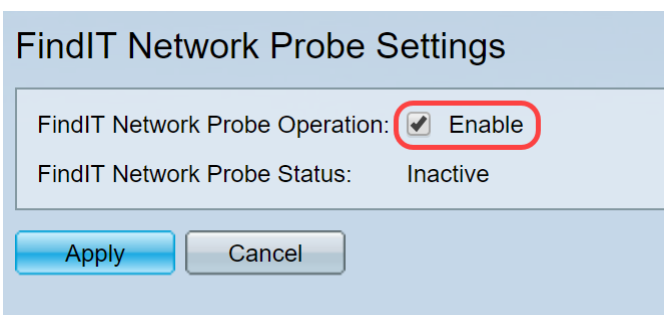 FindIT Network Probe Settings
FindIT Network Probe Operation: Enable
FindIT Network Probe Status: Inactive
Apply Cancel